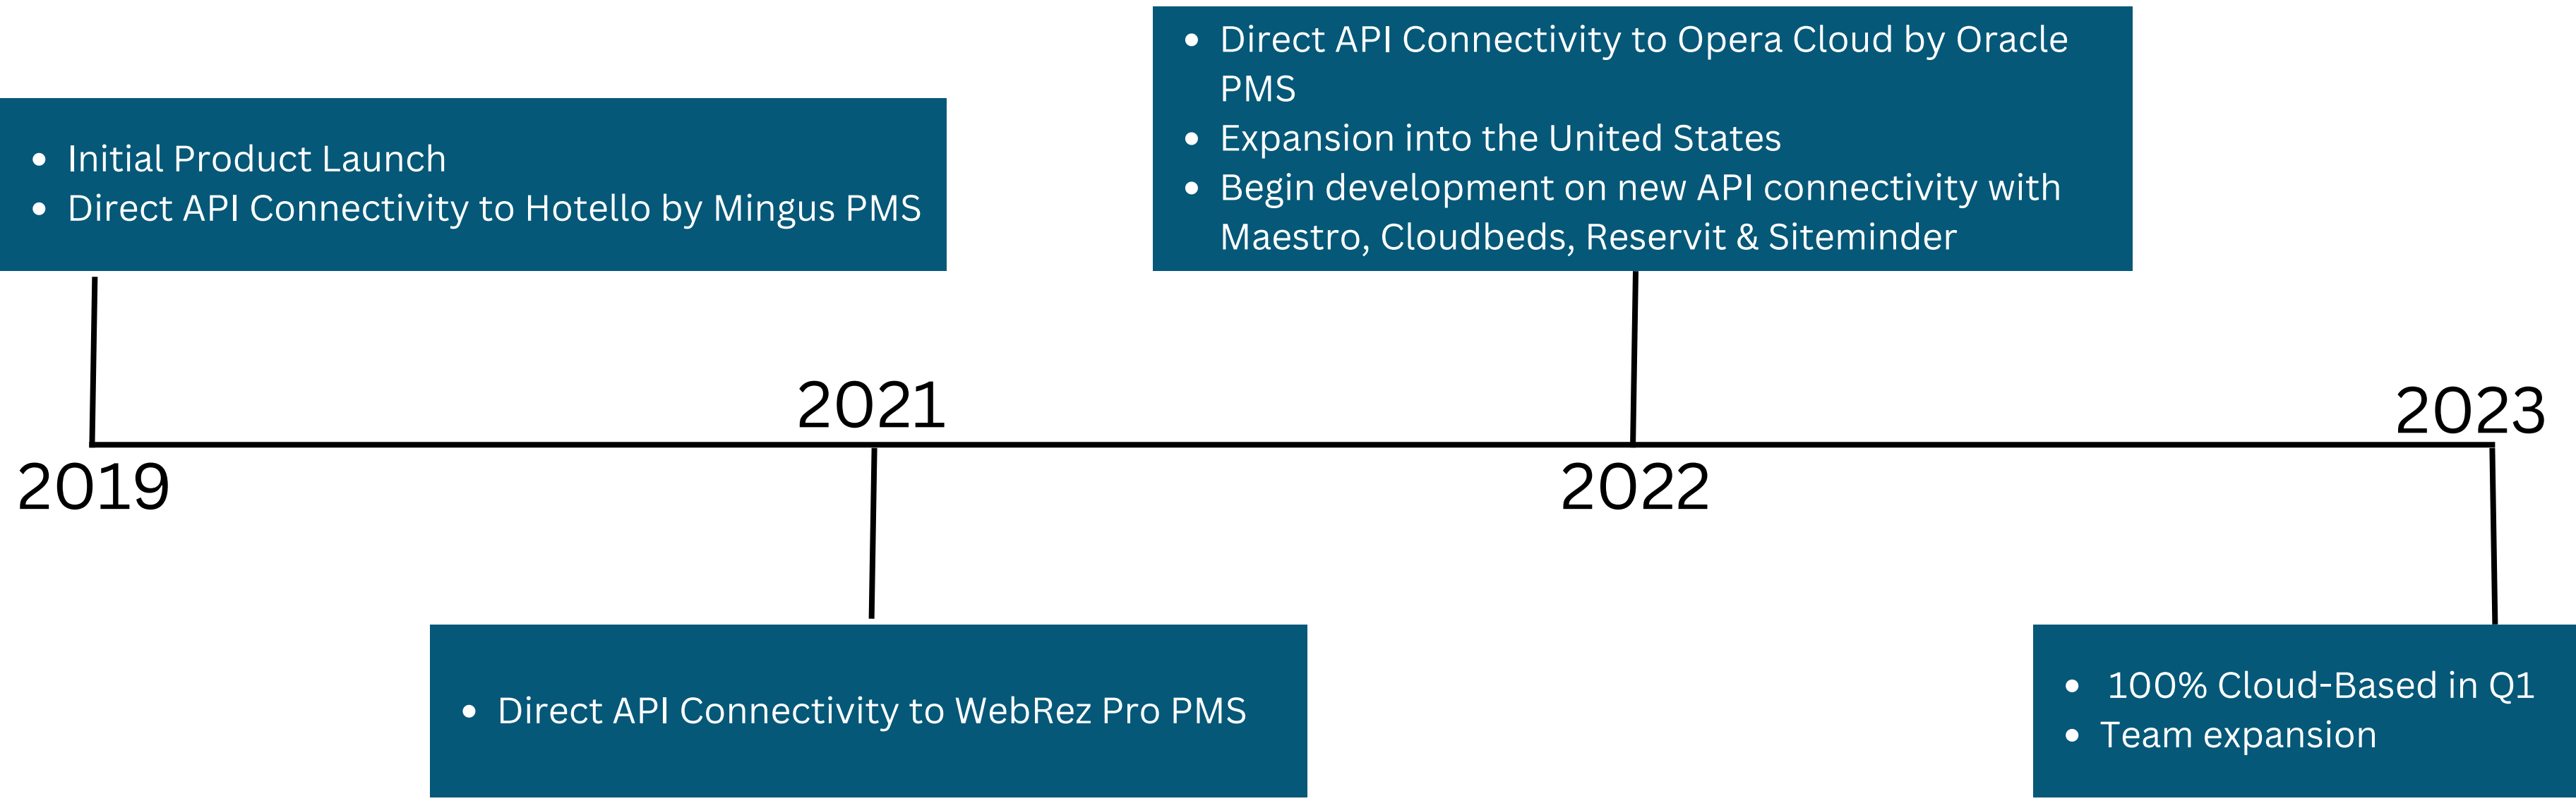 • Initial Product Launch
• Direct API Connectivity to Hotello by Mingus PMS
2019
2021
• Direct API Connectivity to WebRez Pro PMS
• Direct API Connectivity to Opera Cloud by Oracle
PMS
• Expansion into the United States
• Begin development on new API connectivity with
Maestro, Cloudbeds, Reservit & Siteminder
2022
2023
• 100% Cloud-Based in Q1
• Team expansion